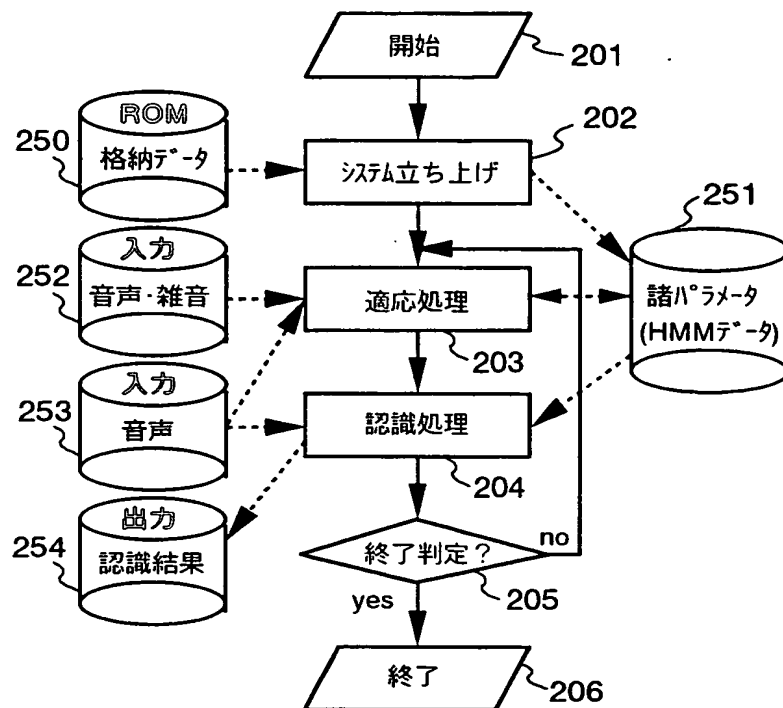 開始
201
ROM
格納データ
250
システム立ち上げ
202
251
入力
音声・雑音
252
適応処理
203
諸パラメータ
(HMMデータ)
入力
音声
253
認識処理
204
出力
認識結果
254
終了判定?
205
no
yes
終了
206